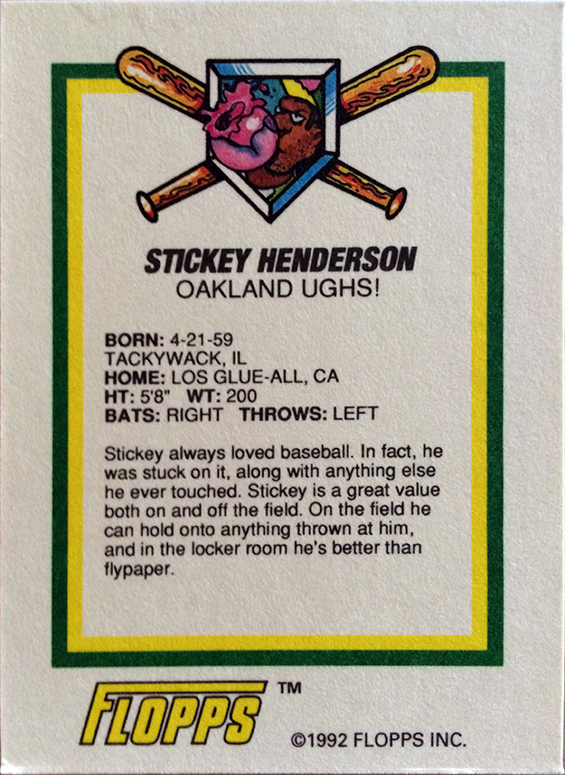 STICKEY HENDERSON
OAKLAND UGHS!
BORN: 4-21-59
TACKYWACK, IL
HOME: LOS GLUE-ALL, CA
HT: 5'8" WT: 200
BATS: RIGHT THROWS: LEFT
Stickey always loved baseball. In fact, he
was stuck on it, along with anything else
he ever touched. Stickey is a great value
both on and off the field. On the field he
can hold onto anything thrown at him,
and in the locker room he's better than
flypaper.
FLOPPS ™
©1992 FLOPPS INC.